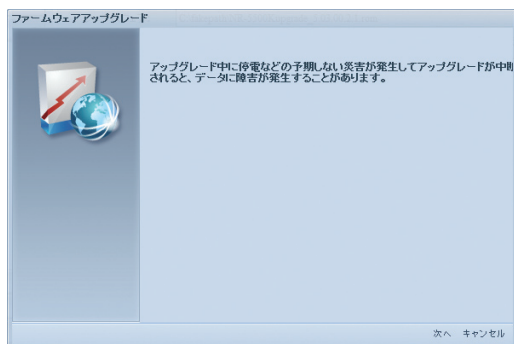 ファームウェアアップグレード
アップグレード中に停電などの予期しない災害が発生してアップグレードが中断
されると、データに障害が発生することがあります。
次へ キャンセル